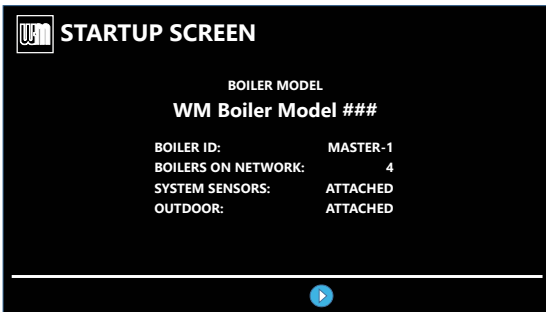 WM STARTUP SCREEN
BOILER MODEL
WM Boiler Model ###
BOILER ID: MASTER-1
BOILERS ON NETWORK: 4
SYSTEM SENSORS: ATTACHED
OUTDOOR: ATTACHED